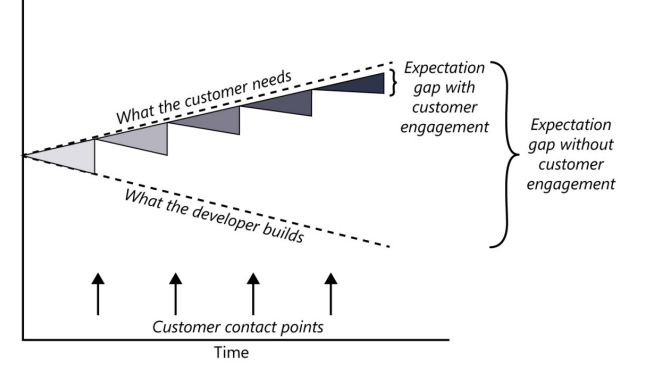 What the customer needs
Expectation
gap with
customer
engagement
Expectation
gap without
customer
engagement
What the developer builds
Customer contact points
Time